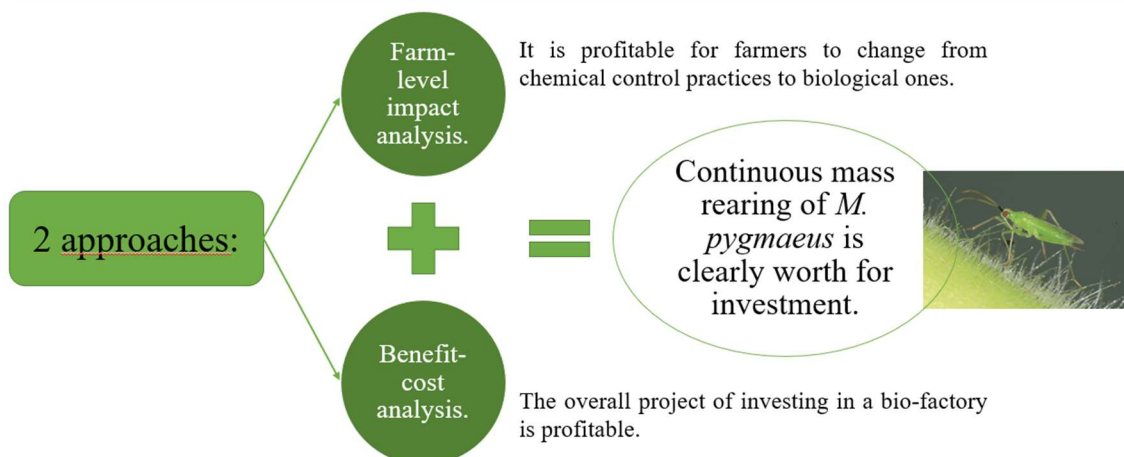 2 approaches:
Farm-
level
impact
analysis.
It is profitable for farmers to change from
chemical control practices to biological ones.
Benefit-
cost
analysis.
The overall project of investing in a bio-factory
is profitable.
Continuous mass
rearing of M.
pygmaeus is
clearly worth for
investment.